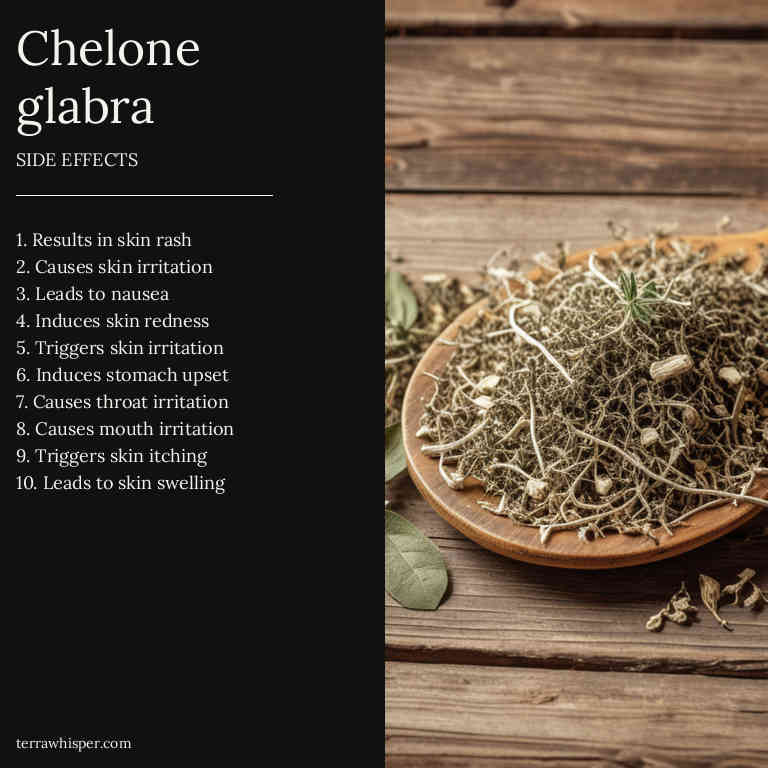 Chelone
glabra
SIDE EFFECTS
1. Results in skin rash
2. Causes skin irritation
3. Leads to nausea
4. Induces skin redness
5. Triggers skin irritation
6. Induces stomach upset
7. Causes throat irritation
8. Causes mouth irritation
9. Triggers skin itching
10. Leads to skin swelling
terrawhisper.com